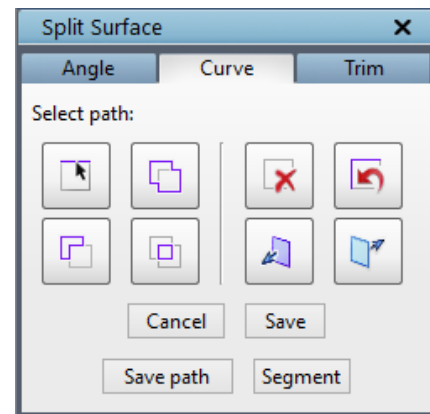 Split Surface
Angle Curve Trim
Select path:
Cancel Save
Save path Segment